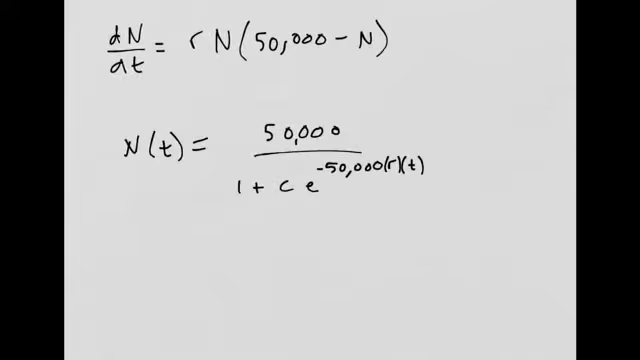 dN/dt = r N(50,000 - N)
N(t) = 50,000 / 1 + c e^-50,000(r)(t)